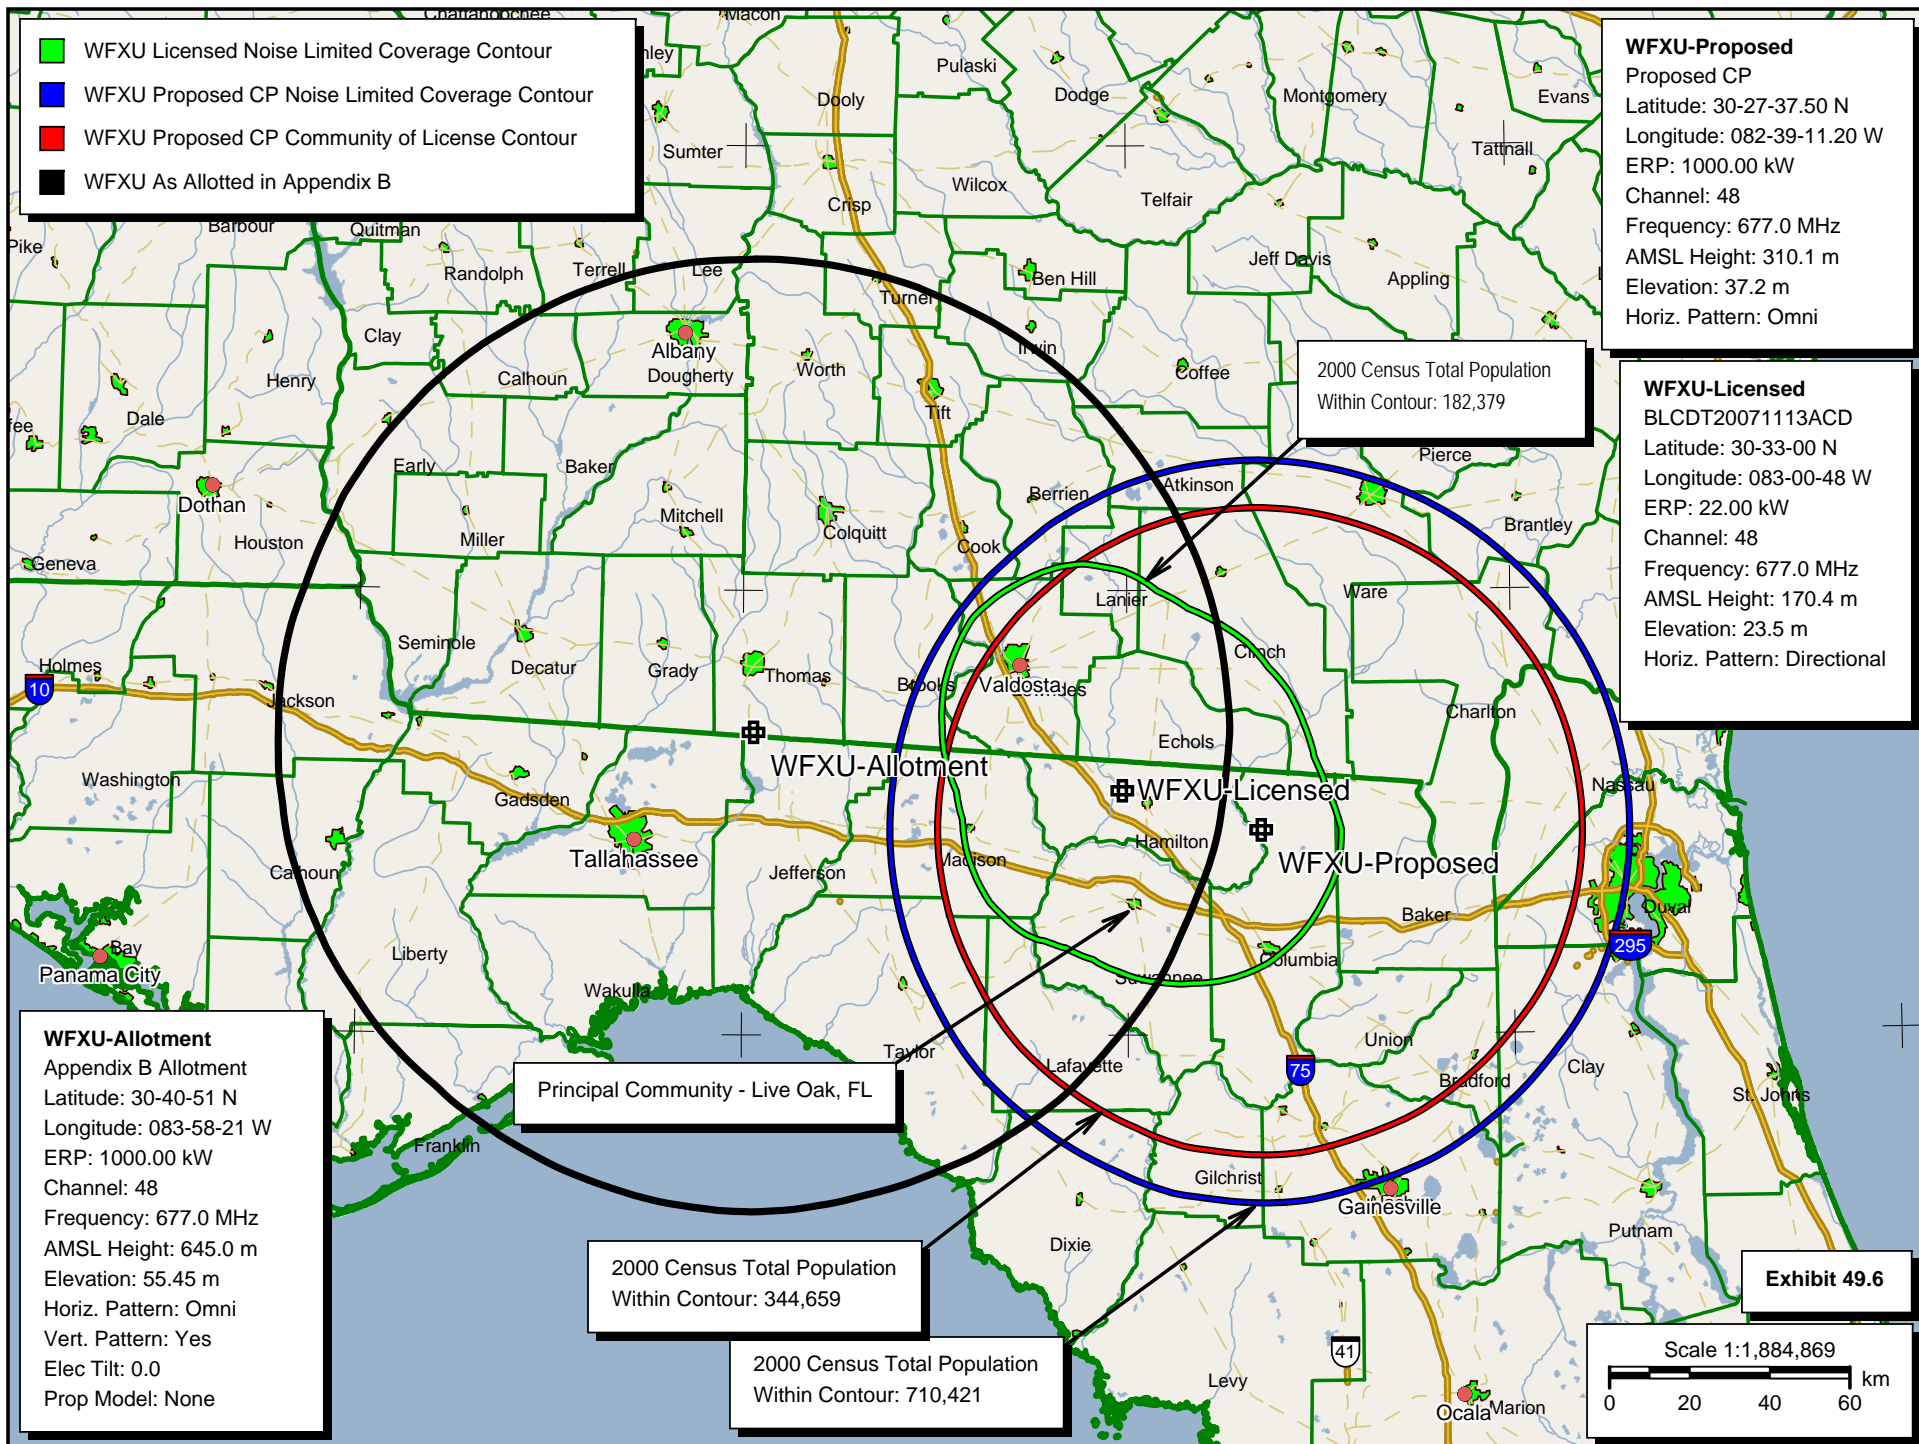 Chattahoochee
Macon
WFXU Licensed Noise Limited Coverage Contour
WFXU Proposed CP Noise Limited Coverage Contour
WFXU Proposed CP Community of License Contour
WFXU As Allotted in Appendix B
WFXU-Proposed
Proposed CP
Latitude: 30-27-37.50 N
Longitude: 082-39-11.20 W
ERP: 1000.00 kW
Channel: 48
Frequency: 677.0 MHz
AMSL Height: 310.1 m
Elevation: 37.2 m
Horiz. Pattern: Omni
nley
Pulaski
Dooly
Dodge
Montgomery
Evans
Sumter
Tattnall
Wilcox
Telfair
Crisp
Barbour
Quitman
Pike
Randolph
Terrell
Lee
Jeff Davis
Ben Hill
Appling
Turner
Clay
Irwin
Albany
Dougherty
Worth
Calhoun
Henry
Coffee
Dale
fee
Tift
2000 Census Total Population
Within Contour: 182,379
WFXU-Licensed
BLCDT20071113ACD
Latitude: 30-33-00 N
Longitude: 083-00-48 W
ERP: 22.00 kW
Channel: 48
Frequency: 677.0 MHz
AMSL Height: 170.4 m
Elevation: 23.5 m
Horiz. Pattern: Directional
Pierce
Early
Baker
Berrien
Atkinson
Dothan
Mitchell
Brantley
Houston
Miller
Colquitt
Cook
Geneva
Lanier
Ware
Seminole
Clinch
Holmes
Decatur
Grady
Thomas
Brooks
Valdosta
10
Jackson
Charlton
Echols
WFXU-Allotment
Washington
WFXU-Licensed
Nassau
Gadsden
Hamilton
Tallahassee
Madison
WFXU-Proposed
Calhoun
Jefferson
Baker
Duval
Bay
Liberty
295
Panama City
Columbia
Suwannee
Wakulla
Union
Taylor
Lafayette
Clay
75
Bradford
St. Johns
Principal Community - Live Oak, FL
Franklin
WFXU-Allotment
Appendix B Allotment
Latitude: 30-40-51 N
Longitude: 083-58-21 W
ERP: 1000.00 kW
Channel: 48
Frequency: 677.0 MHz
AMSL Height: 645.0 m
Elevation: 55.45 m
Horiz. Pattern: Omni
Vert. Pattern: Yes
Elec Tilt: 0.0
Prop Model: None
Gilchrist
Gainesville
Dixie
Putnam
2000 Census Total Population
Within Contour: 344,659
Exhibit 49.6
41
2000 Census Total Population
Within Contour: 710,421
Levy
Ocala
Marion
Scale 1:1,884,869
km
0 20 40 60